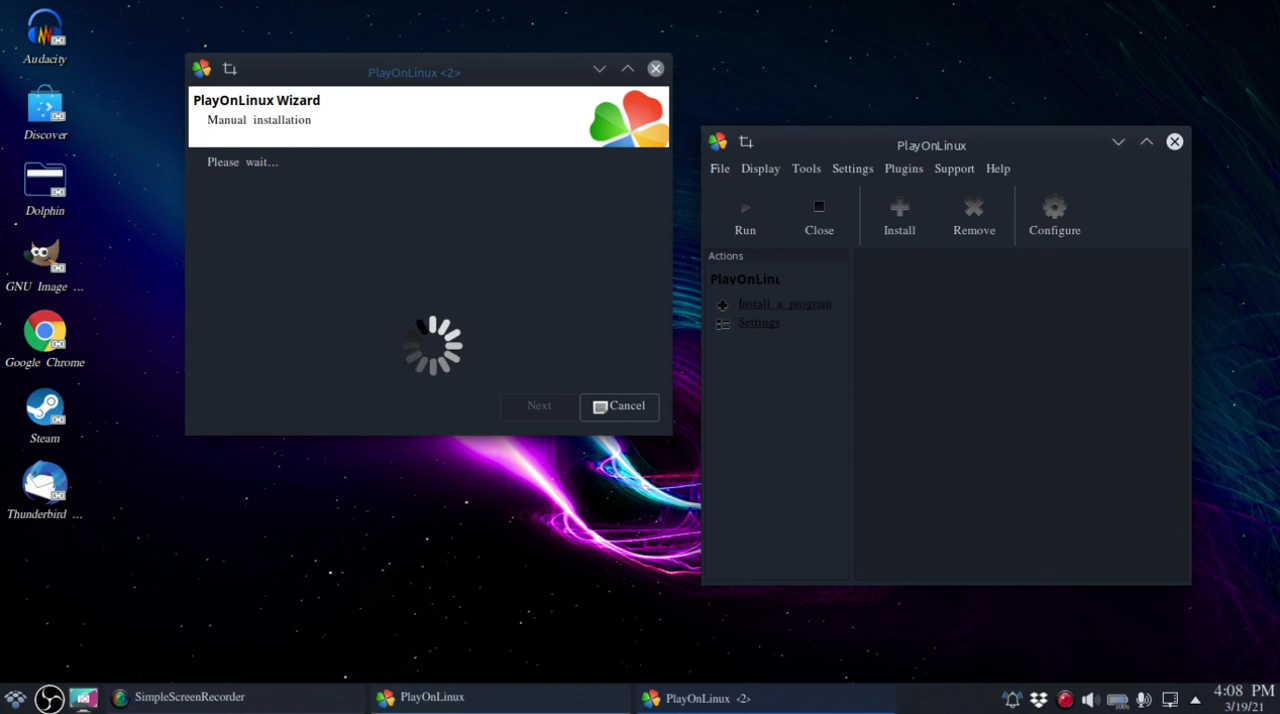 Audacity
Discover
Dolphin
GNU Image ...
Google Chrome
Steam
Thunderbird ...
PlayOnLinux <2>
PlayOnLinux Wizard
Manual installation
Please wait...
Next
Cancel
PlayOnLinux
File Display Tools Settings Plugins Support Help
Run Close Install Remove Configure
Actions
PlayOnLinu
Install a program
Settings
SimpleScreenRecorder
PlayOnLinux
PlayOnLinux <2>
4:08 PM
3/19/21